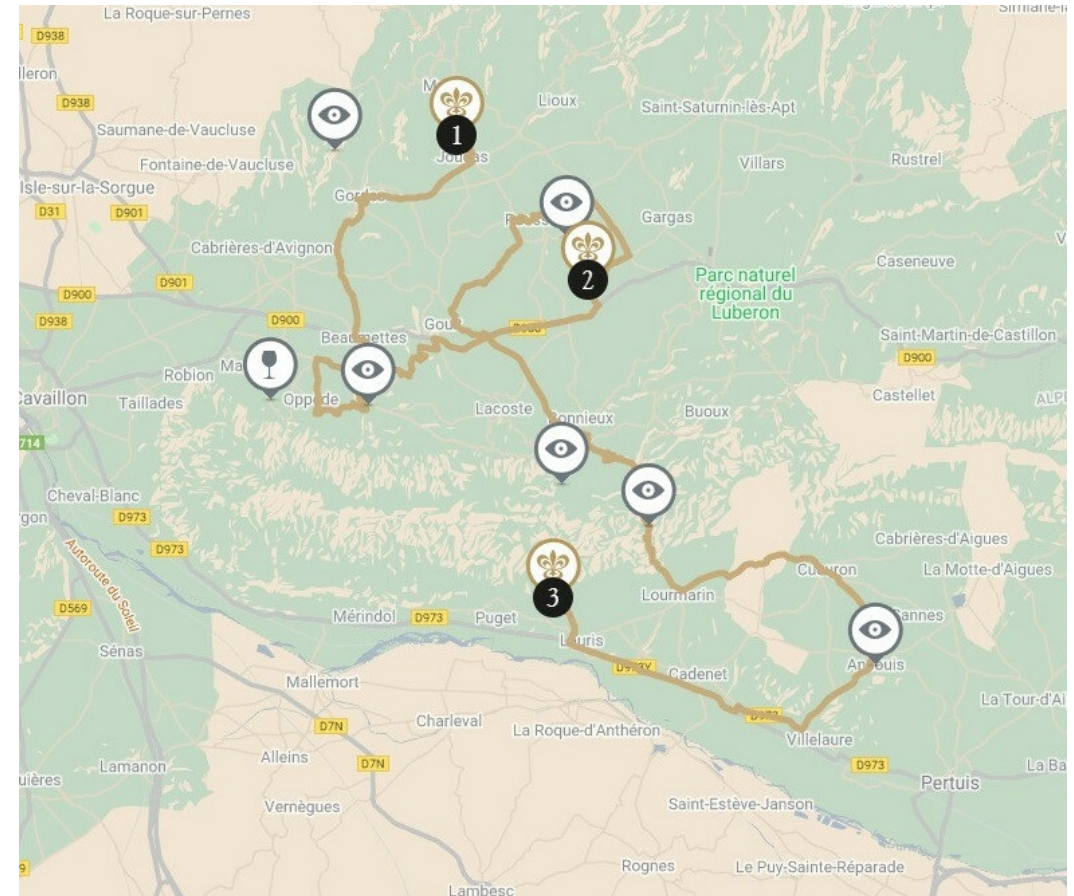 La Roque-sur-Pernes
D938
D938
Lioux
Saint-Saturnin-lès-Apt
1
Saumane-de-Vaucluse
Fontaine-de-Vaucluse
Villars
Rustrel
Isle-sur-la-Sorgue
D31
D901
Gargas
Cabrières-d'Avignon
Caseneuve
Parc naturel
régional du
Luberon
2
D901
D900
D938
D900
Beaumettes
Saint-Martin-de-Castillon
D900
Robion
Castellet
Cavaillon
Taillades
Oppède
Lacoste
Buoux
714
Cheval-Blanc
D973
D973
Autoroute du Soleil
Cabrières-d'Aigues
La Motte-d'Aigues
3
D569
Mérindol
D973
Puget
Lourmarin
Sénas
Cadenet
Mallemort
D7N
Charleval
La Roque-d'Anthéron
Villelaure
Alleins
D7N
D973
Lamanon
Pertuis
Vernègues
Saint-Estève-Janson
Rognes
Le Puy-Sainte-Réparade
Lambesc